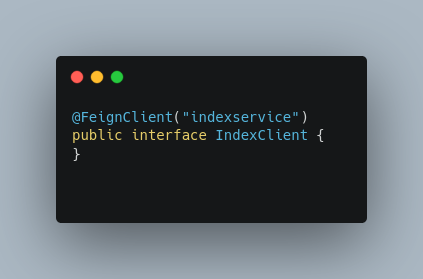 @FeignClient("indexservice")
public interface IndexClient {
}